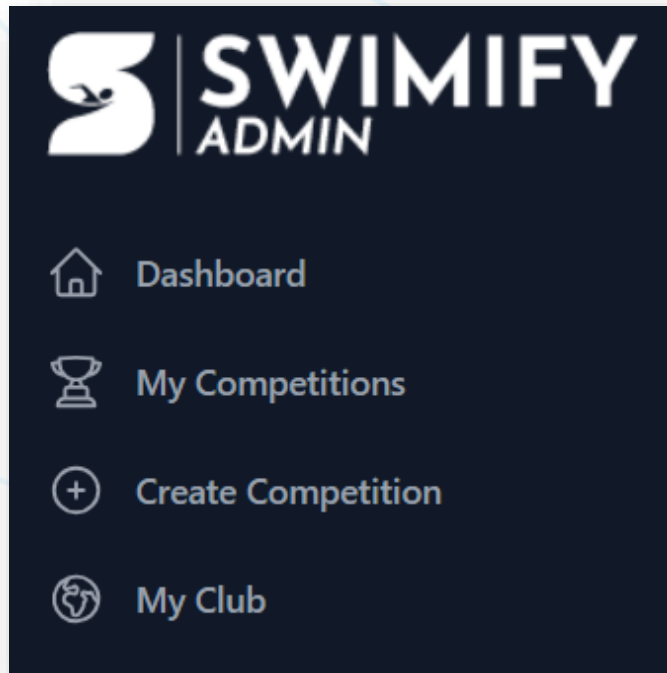 SWIMIFY
ADMIN
Dashboard
My Competitions
Create Competition
My Club